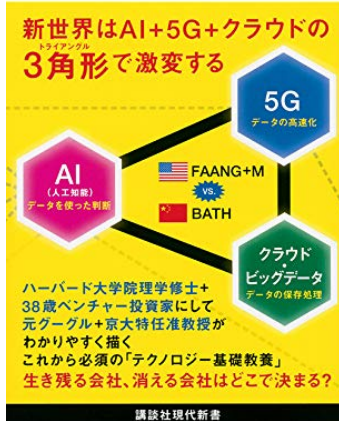 新世界はAI+5G+クラウドの
トライアングル
3角形で激変する
5G
データの高速化
AI
(人工知能)
データを使った判断
FAANG+M
VS.
BATH
クラウド
・
ビッグデータ
データの保存処理
ハーバード大学院理学修士+
38歳ベンチャー投資家にして
元グーグル+京大特任准教授が
わかりやすく描く
これから必須の「テクノロジー基礎教養」
生き残る会社、消える会社はどこで決まる?
講談社現代新書